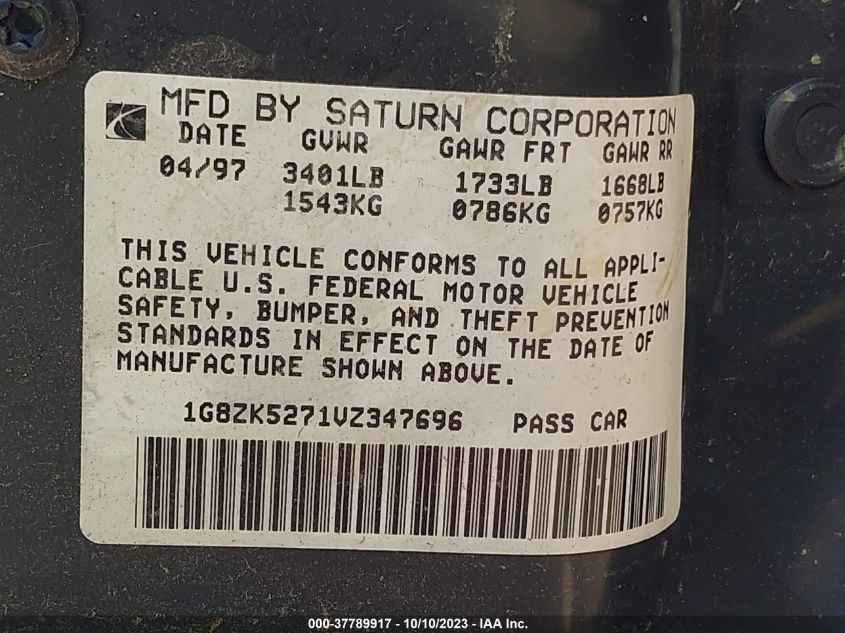 MFD BY SATURN CORPORATION
DATE GVWR GAWR FRT GAWR RR
04/97 3401LB 1733LB 1668LB
1543KG 0786KG 0757KG
THIS VEHICLE CONFORMS TO ALL APPLI-
CABLE U.S. FEDERAL MOTOR VEHICLE
SAFETY, BUMPER, AND THEFT PREVENTION
STANDARDS IN EFFECT ON THE DATE OF
MANUFACTURE SHOWN ABOVE.
1G8ZK5271VZ347696 PASS CAR
000-37789917 - 10/10/2023 - IAA Inc.